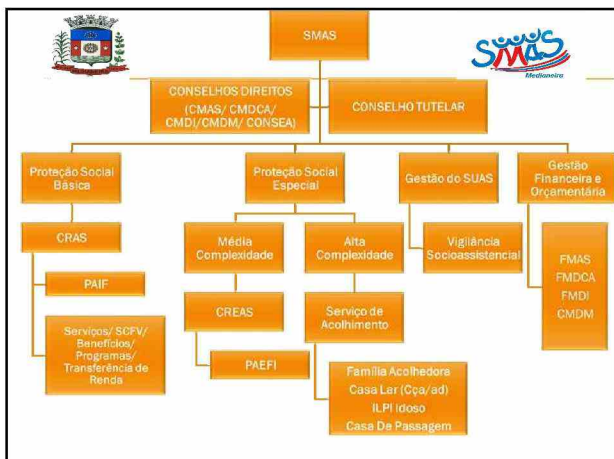 SMAS
SMAS
Medianeira
CONSELHOS DIREITOS
(CMAS/ CMDCA/
CMDI/CMDM/ CONSEA)
CONSELHO TUTELAR
Proteção Social
Básica
Proteção Social
Especial
Gestão do SUAS
Gestão
Financeira e
Orçamentária
CRAS
Média
Complexidade
Alta
Complexidade
Vigilância
Socioassistencial
FMAS
FMDCA
FMDI
CMDM
PAIF
CREAS
Serviço de
Acolhimento
Serviços/ SCFV/
Benefícios/
Programas/
Transferência de
Renda
PAEFI
Família Acolhedora
Casa Lar (Cça/ad)
ILPI Idoso
Casa De Passagem